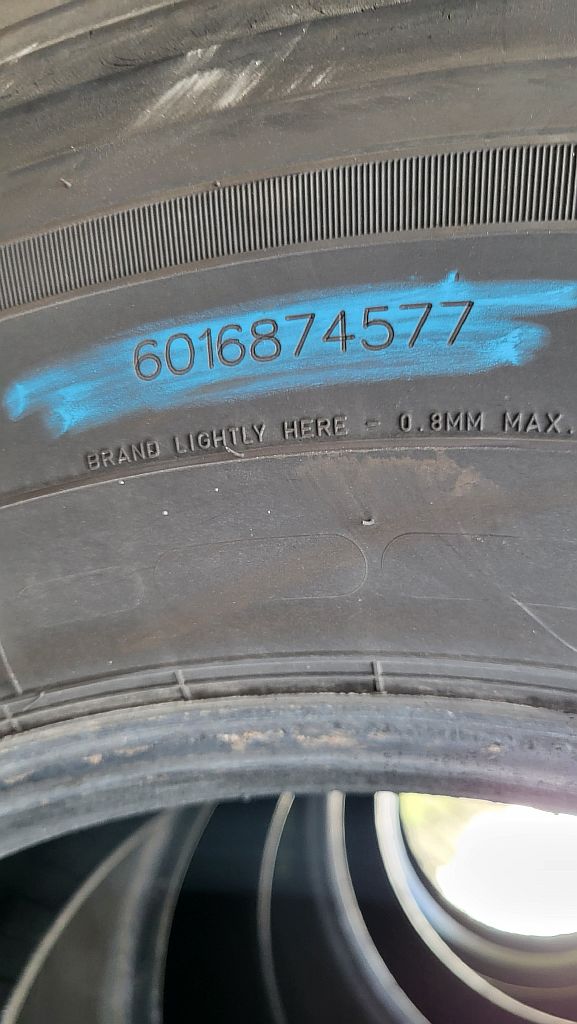 6016874577
BRAND LIGHTLY HERE - 0.8MM MAX.